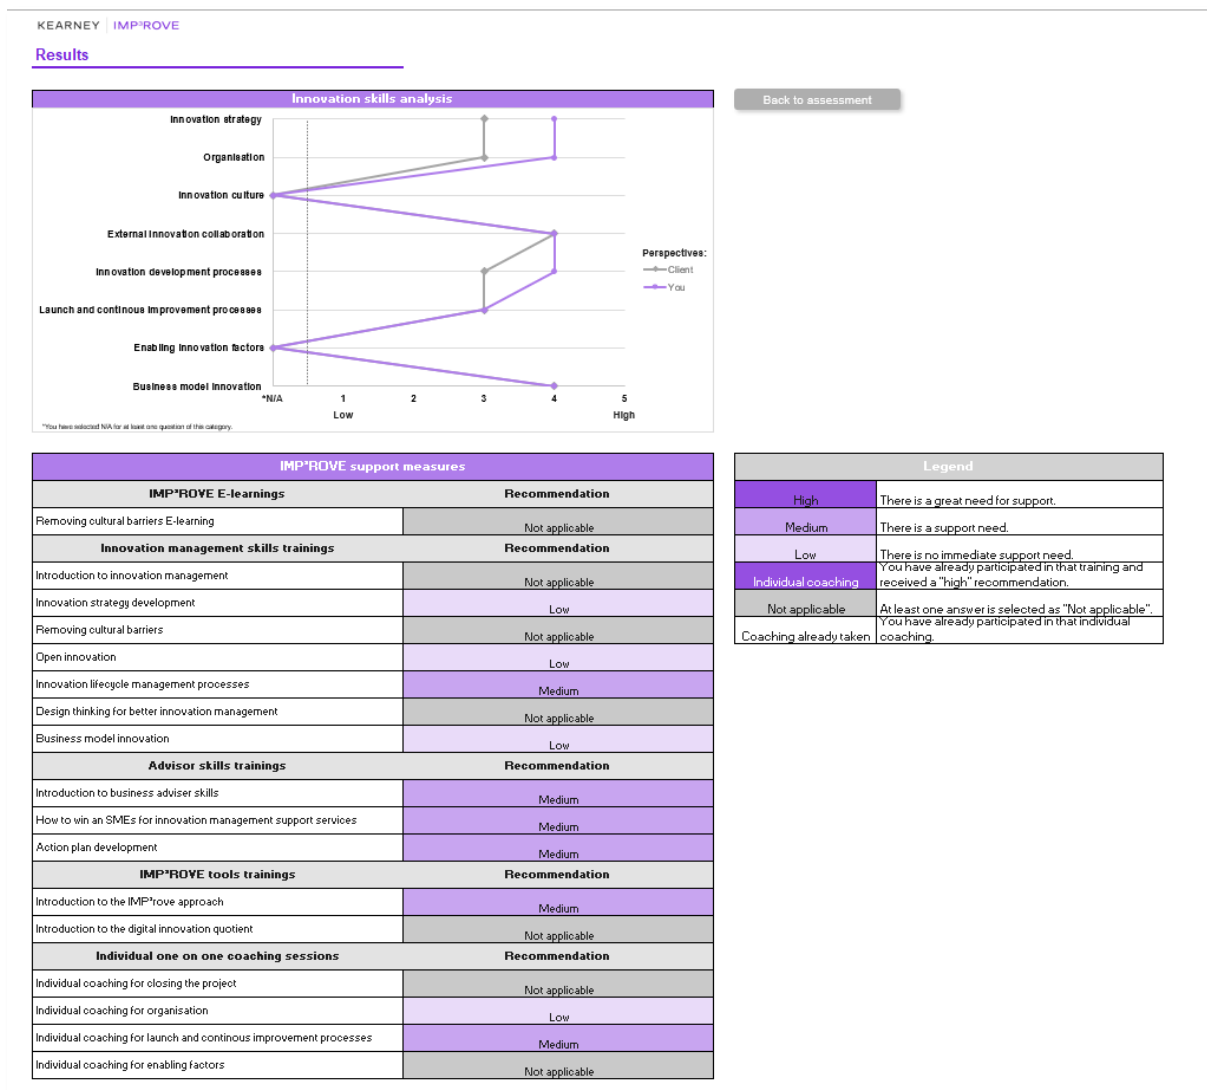 KEARNEY IMP³ROVE
Results
Innovation skills analysis
Back to assessment
Innovation strategy
Organisation
Innovation culture
External innovation collaboration
Innovation development processes
Launch and continous improvement processes
Enabling innovation factors
Business model innovation
Perspectives:
Client
You
*N/A 1 2 3 4 5
Low High
*You have selected N/A for at least one question of this category.
IMP³ROVE support measures
IMP³ROVE E-learnings Recommendation
Removing cultural barriers E-learning Not applicable
Innovation management skills trainings Recommendation
Introduction to innovation management Not applicable
Innovation strategy development Low
Removing cultural barriers Not applicable
Open innovation Low
Innovation lifecycle management processes Medium
Design thinking for better innovation management Not applicable
Business model innovation Low
Advisor skills trainings Recommendation
Introduction to business adviser skills Medium
How to win an SMEs for innovation management support services Medium
Action plan development Medium
IMP³ROVE tools trainings Recommendation
Introduction to the IMP³rove approach Medium
Introduction to the digital innovation quotient Not applicable
Individual one on one coaching sessions Recommendation
Individual coaching for closing the project Not applicable
Individual coaching for organisation Low
Individual coaching for launch and continous improvement processes Medium
Individual coaching for enabling factors Not applicable
Legend
High There is a great need for support.
Medium There is a support need.
Low There is no immediate support need.
Individual coaching You have already participated in that training and
received a "high" recommendation.
Not applicable At least one answer is selected as "Not applicable".
Coaching already taken You have already participated in that individual
coaching.